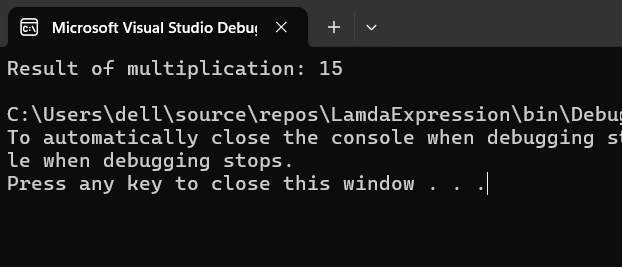 Microsoft Visual Studio Debug
Result of multiplication: 15
C:\Users\dell\source\repos\LamdaExpression\bin\Debug
To automatically close the console when debugging st
le when debugging stops.
Press any key to close this window . . .